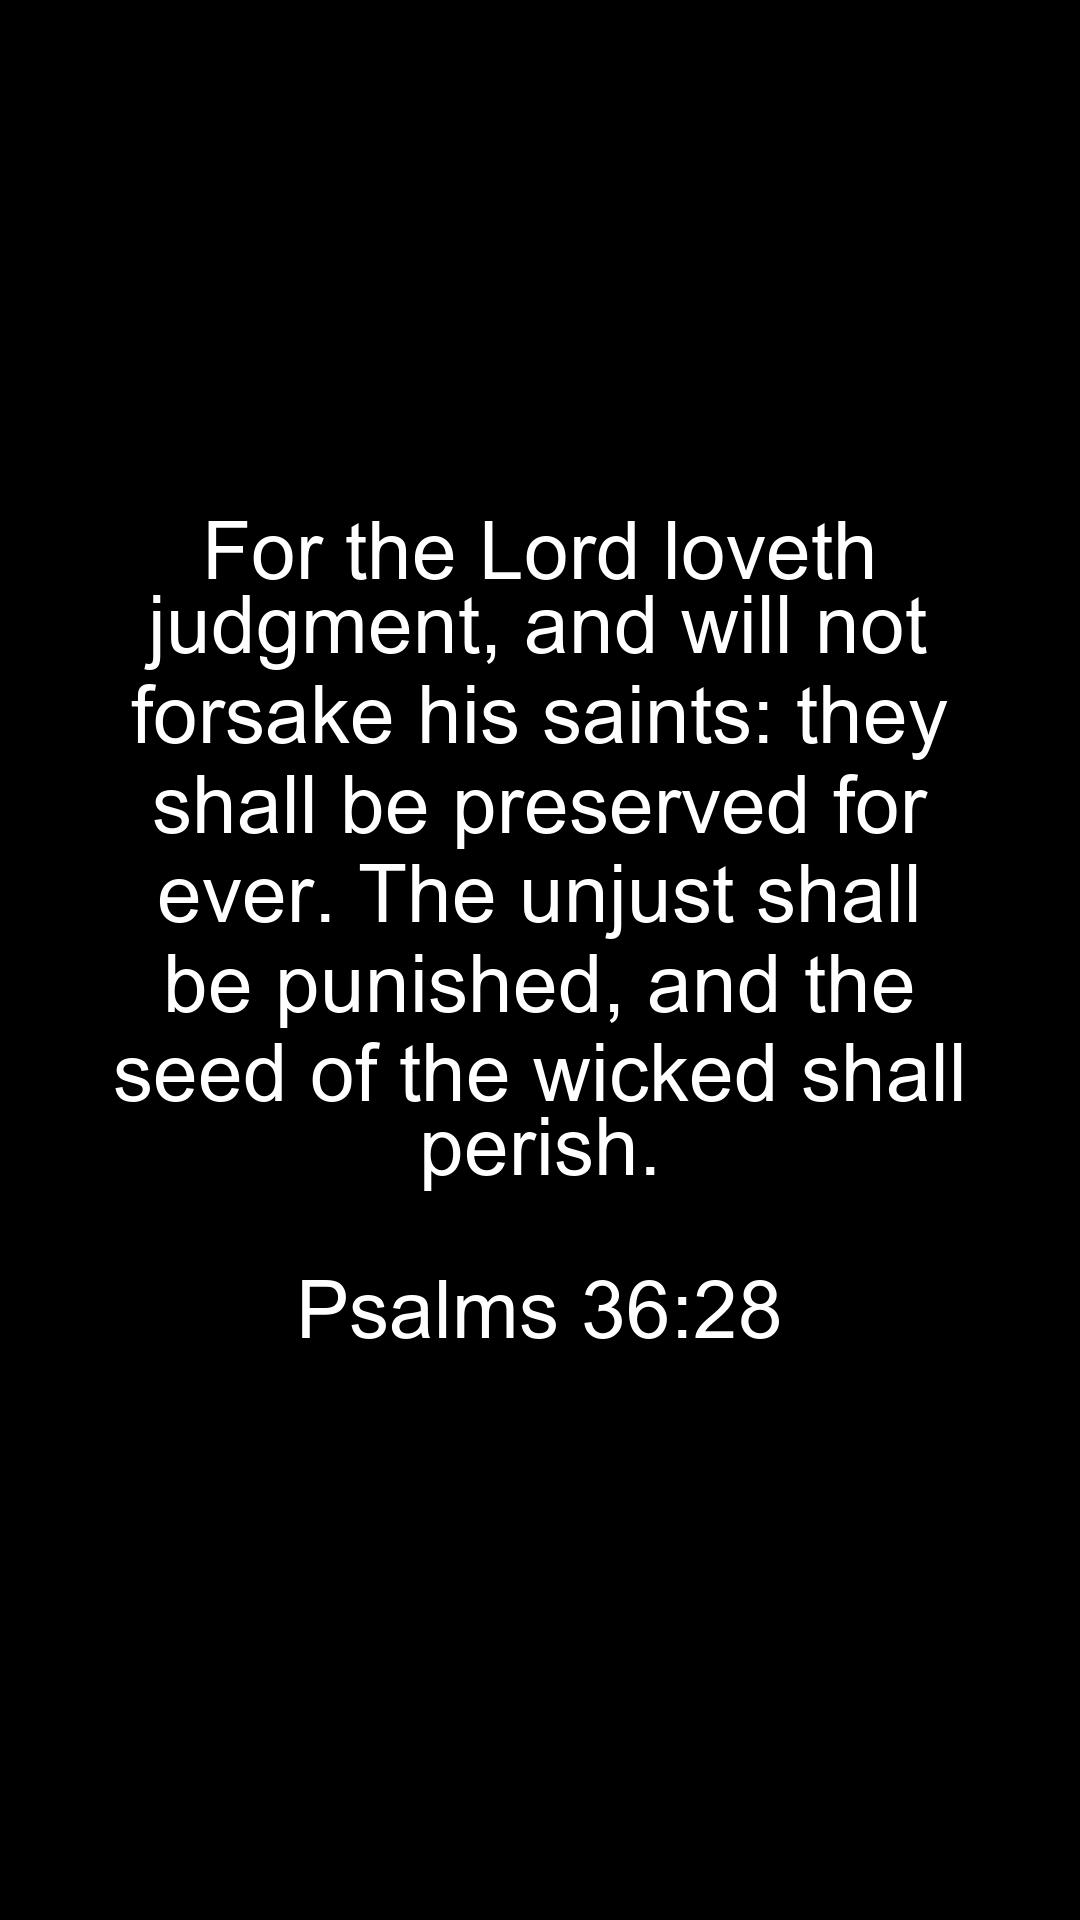 For the Lord loveth
judgment, and will not
forsake his saints: they
shall be preserved for
ever. The unjust shall
be punished, and the
seed of the wicked shall
perish.
Psalms 36:28